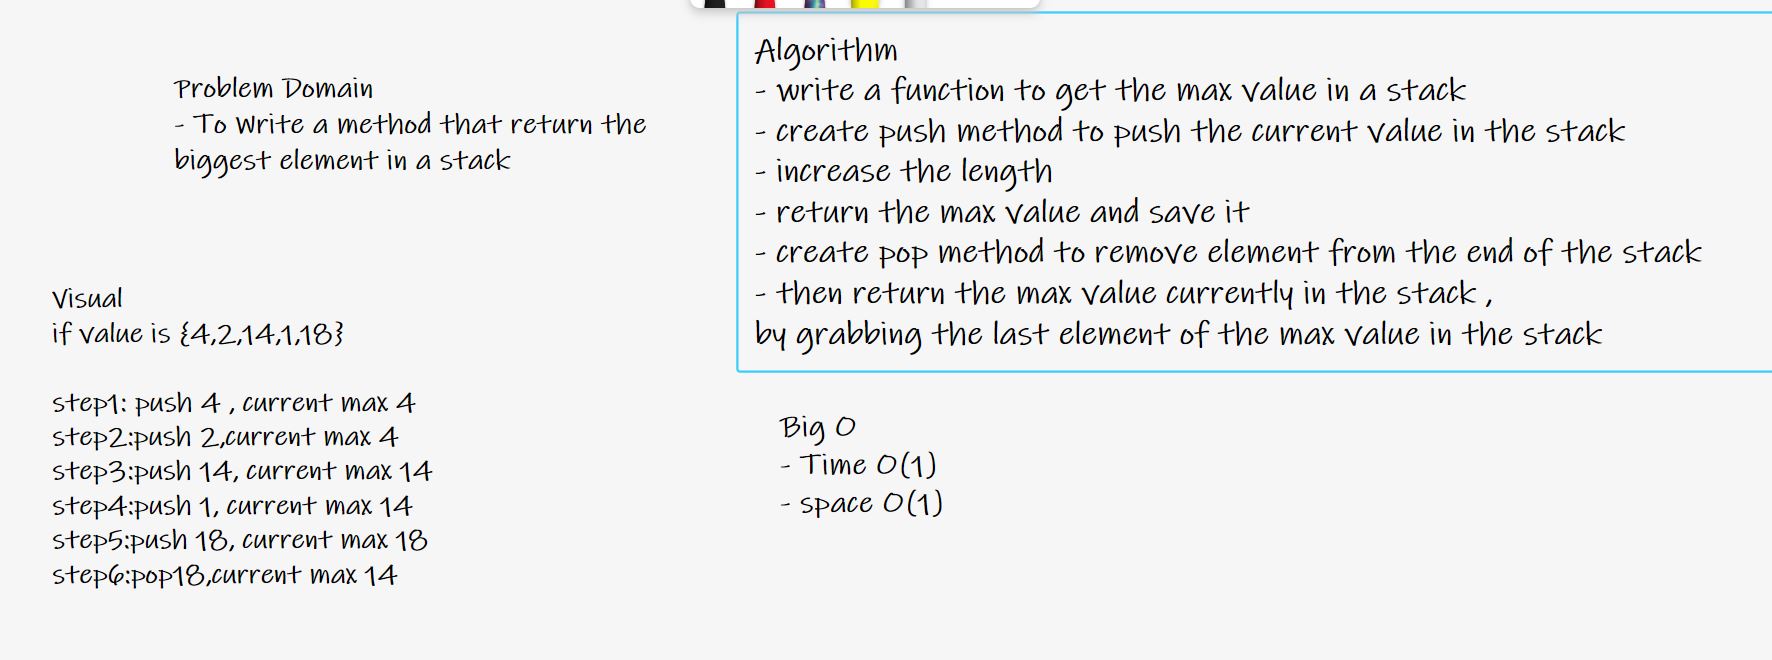 Problem Domain
- To Write a method that return the
biggest element in a stack
Visual
if value is {4,2,14,1,18}
step1: push 4 , current max 4
step2:push 2,current max 4
step3:push 14, current max 14
step4:push 1, current max 14
step5:push 18, current max 18
step6:pop18,current max 14
Algorithm
- write a function to get the max value in a stack
- create push method to push the current value in the stack
- increase the length
- return the max value and save it
- create pop method to remove element from the end of the stack
- then return the max value currently in the stack ,
by grabbing the last element of the max value in the stack
Big O
- Time O(1)
- space O(1)